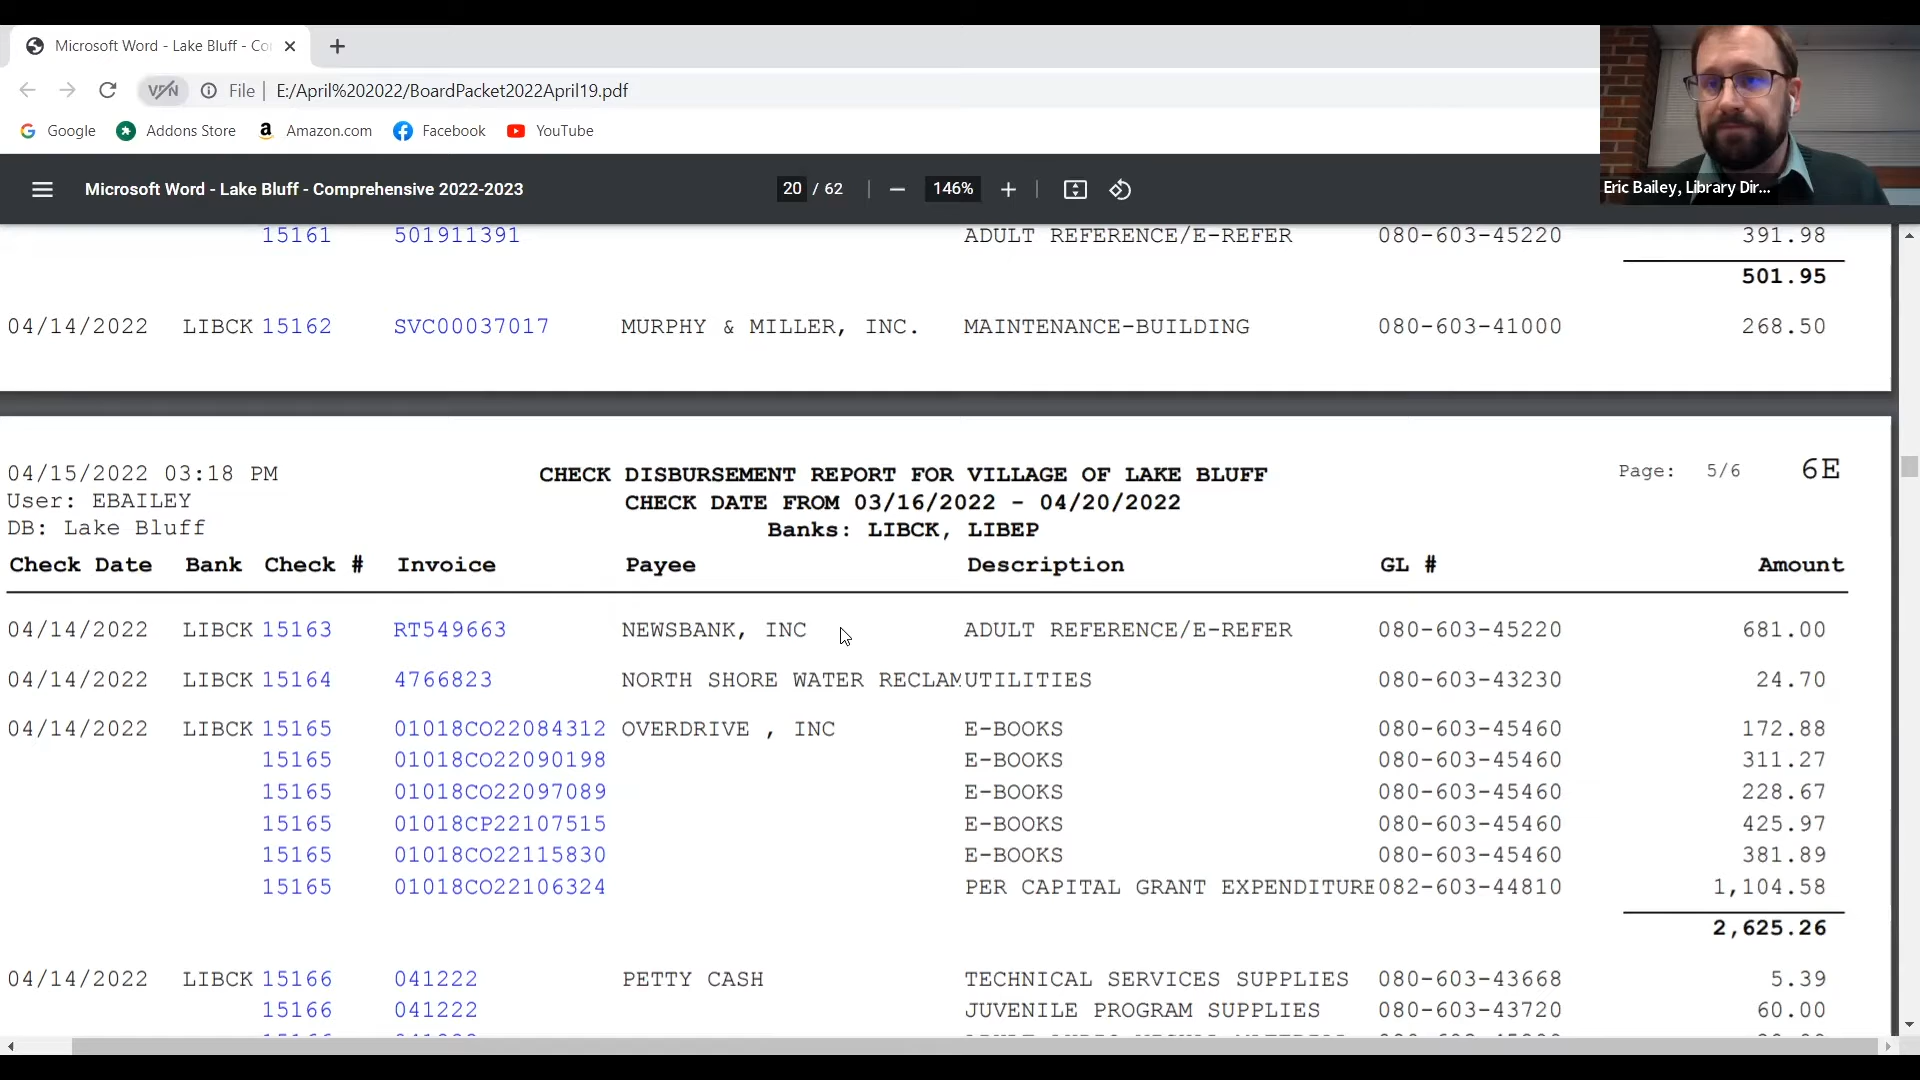 Microsoft Word - Lake Bluff - Co
VPN File E:/April%202022/BoardPacket2022April19.pdf
Google Addons Store Amazon.com Facebook YouTube
Microsoft Word - Lake Bluff - Comprehensive 2022-2023 20 / 62 146%
Eric Bailey, Library Dir...
15161 501911391 ADULT REFERENCE/E-REFER 080-603-45220 391.98
501.95
04/14/2022 LIBCK 15162 SVC00037017 MURPHY & MILLER, INC. MAINTENANCE-BUILDING 080-603-41000 268.50
04/15/2022 03:18 PM CHECK DISBURSEMENT REPORT FOR VILLAGE OF LAKE BLUFF Page: 5/6 6E
User: EBAILEY CHECK DATE FROM 03/16/2022 - 04/20/2022
DB: Lake Bluff Banks: LIBCK, LIBEP
Check Date Bank Check # Invoice Payee Description GL # Amount
04/14/2022 LIBCK 15163 RT549663 NEWSBANK, INC ADULT REFERENCE/E-REFER 080-603-45220 681.00
04/14/2022 LIBCK 15164 4766823 NORTH SHORE WATER RECLAM UTILITIES 080-603-43230 24.70
04/14/2022 LIBCK 15165 01018CO22084312 OVERDRIVE , INC E-BOOKS 080-603-45460 172.88
15165 01018CO22090198 E-BOOKS 080-603-45460 311.27
15165 01018CO22097089 E-BOOKS 080-603-45460 228.67
15165 01018CP22107515 E-BOOKS 080-603-45460 425.97
15165 01018CO22115830 E-BOOKS 080-603-45460 381.89
15165 01018CO22106324 PER CAPITAL GRANT EXPENDITURE 082-603-44810 1,104.58
2,625.26
04/14/2022 LIBCK 15166 041222 PETTY CASH TECHNICAL SERVICES SUPPLIES 080-603-43668 5.39
15166 041222 JUVENILE PROGRAM SUPPLIES 080-603-43720 60.00